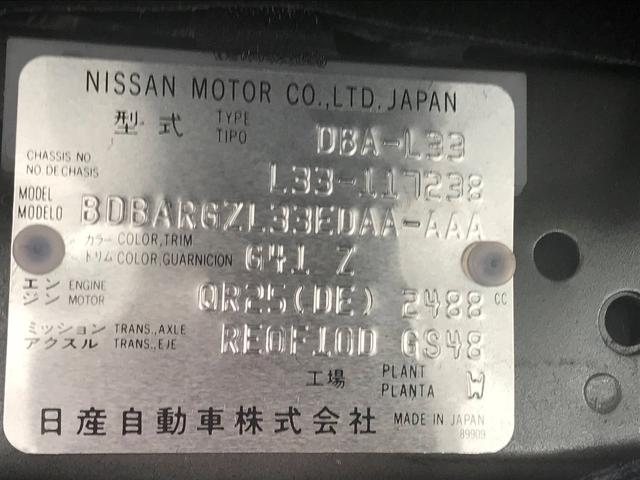 NISSAN MOTOR CO.,LTD.JAPAN
型式 TYPE TIPO DBA-L33
CHASSIS NO NO.DE CHASIS L33-117238
MODEL MODELO BDBARGZL33EDAA-AAA
カラー COLOR,TRIM
トリム COLOR,GUARNICION G41 Z
エン ENGINE
ジン MOTOR QR25(DE) 2488 CC
ミッション TRANS.,AXLE
アクスル TRANS.,EJE RE0F10D GS48
工場 PLANT PLANTA W
日産自動車株式会社 MADE IN JAPAN
89909